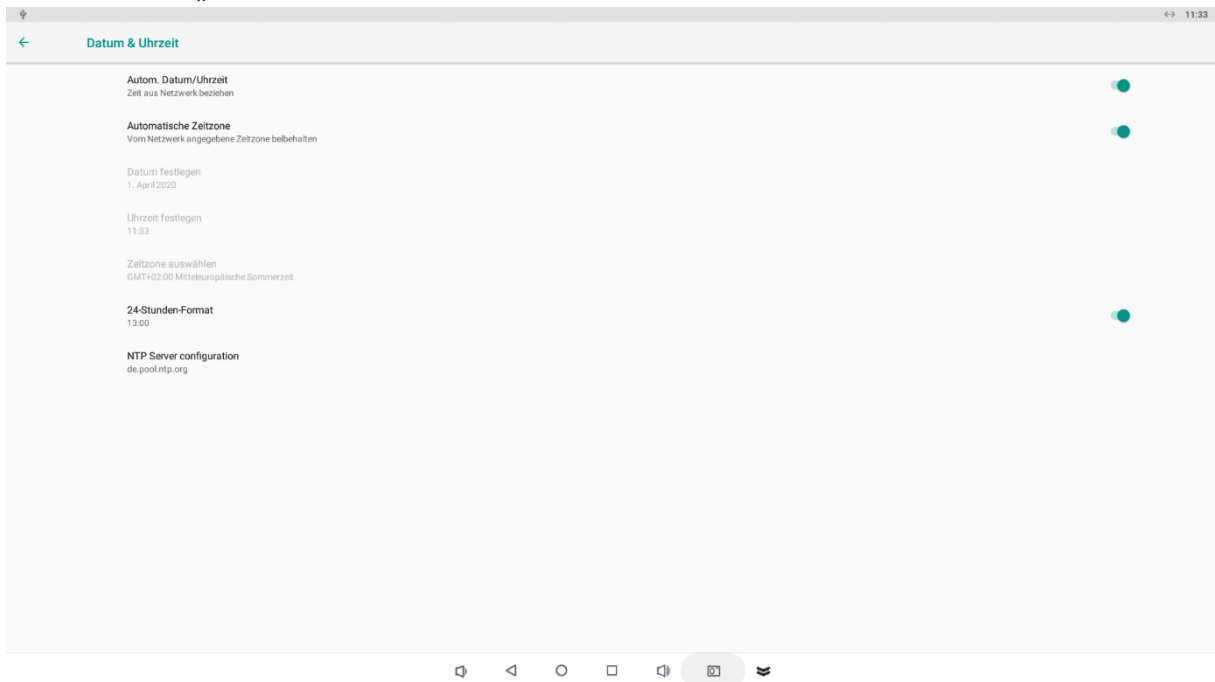 11:33
Datum & Uhrzeit
Autom. Datum/Uhrzeit
Zeit aus Netzwerk beziehen
Automatische Zeitzone
Vom Netzwerk angegebene Zeitzone beibehalten
Datum festlegen
1. April 2020
Uhrzeit festlegen
11:33
Zeitzone auswählen
GMT+02:00 Mitteleuropäische Sommerzeit
24-Stunden-Format
13:00
NTP Server configuration
de.pool.ntp.org